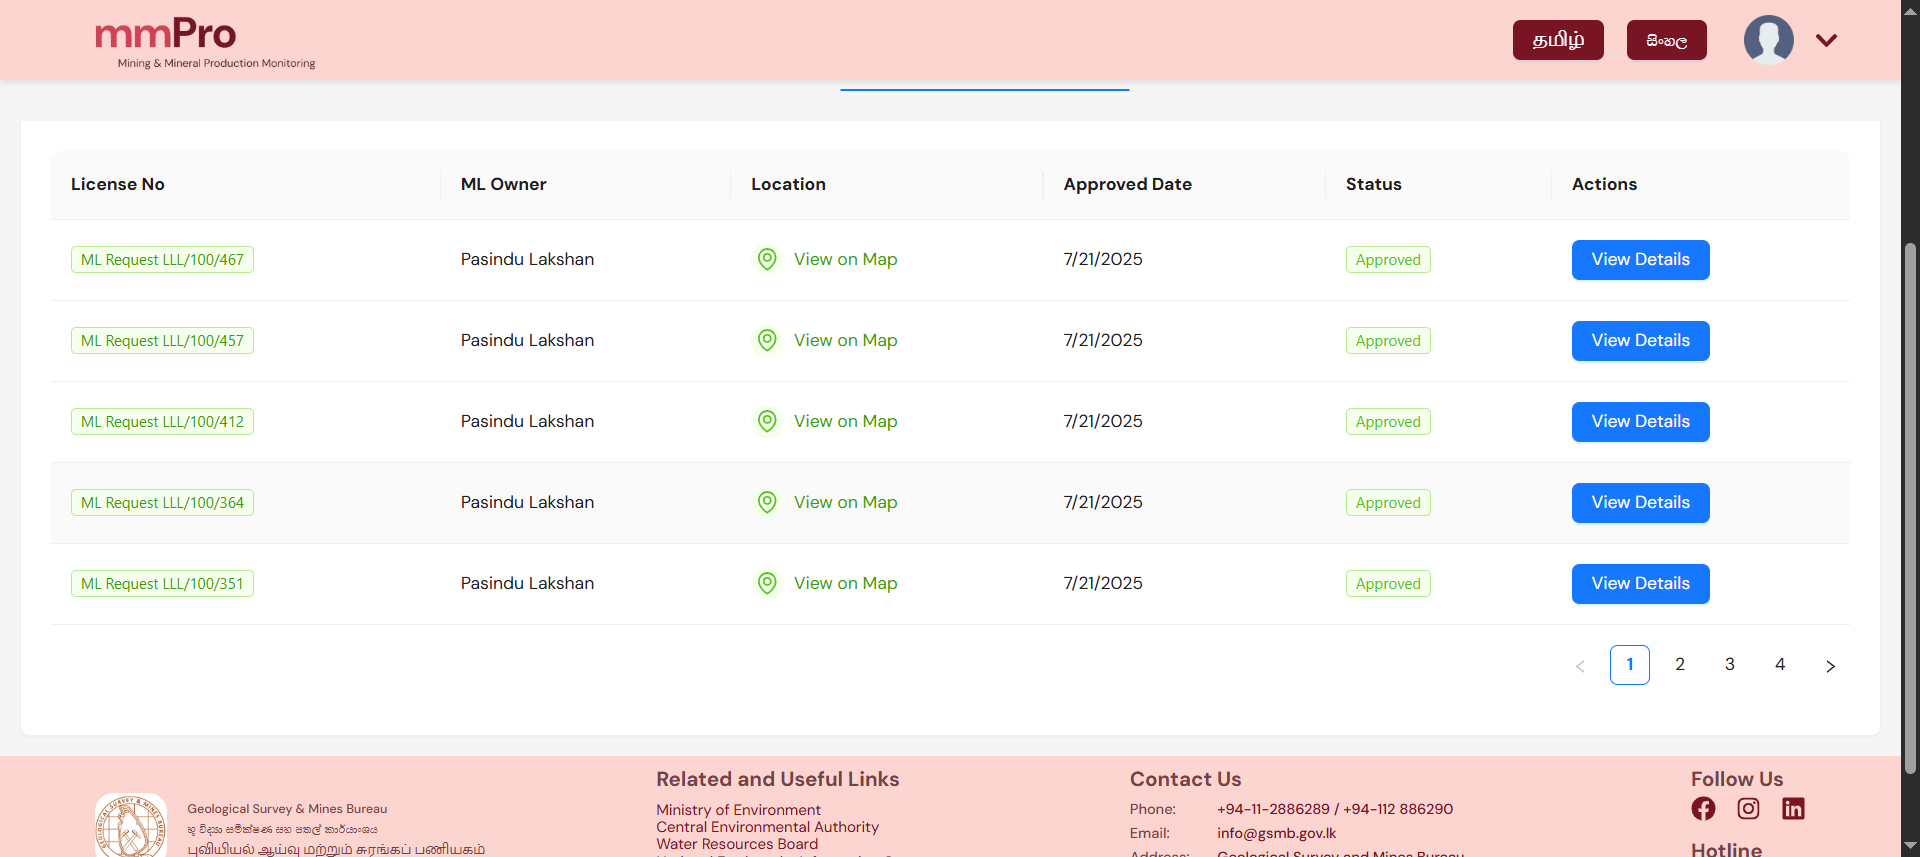 mmPro
Mining & Mineral Production Monitoring
தமிழ்
සිංහල
License No ML Owner Location Approved Date Status Actions
ML Request LLL/100/467 Pasindu Lakshan View on Map 7/21/2025 Approved View Details
ML Request LLL/100/457 Pasindu Lakshan View on Map 7/21/2025 Approved View Details
ML Request LLL/100/412 Pasindu Lakshan View on Map 7/21/2025 Approved View Details
ML Request LLL/100/364 Pasindu Lakshan View on Map 7/21/2025 Approved View Details
ML Request LLL/100/351 Pasindu Lakshan View on Map 7/21/2025 Approved View Details
< 1 2 3 4 >
Geological Survey & Mines Bureau
භූ විද්‍යා සමීක්ෂණ සහ පතල් කාර්යාංශය
புவியியல் ஆய்வு மற்றும் சுரங்கப் பணியகம்
Related and Useful Links
Ministry of Environment
Central Environmental Authority
Water Resources Board
Contact Us
Phone: +94-11-2886289 / +94-112 886290
Email: info@gsmb.gov.lk
Address: Geological Survey and Mines Bureau
Follow Us
Hotline